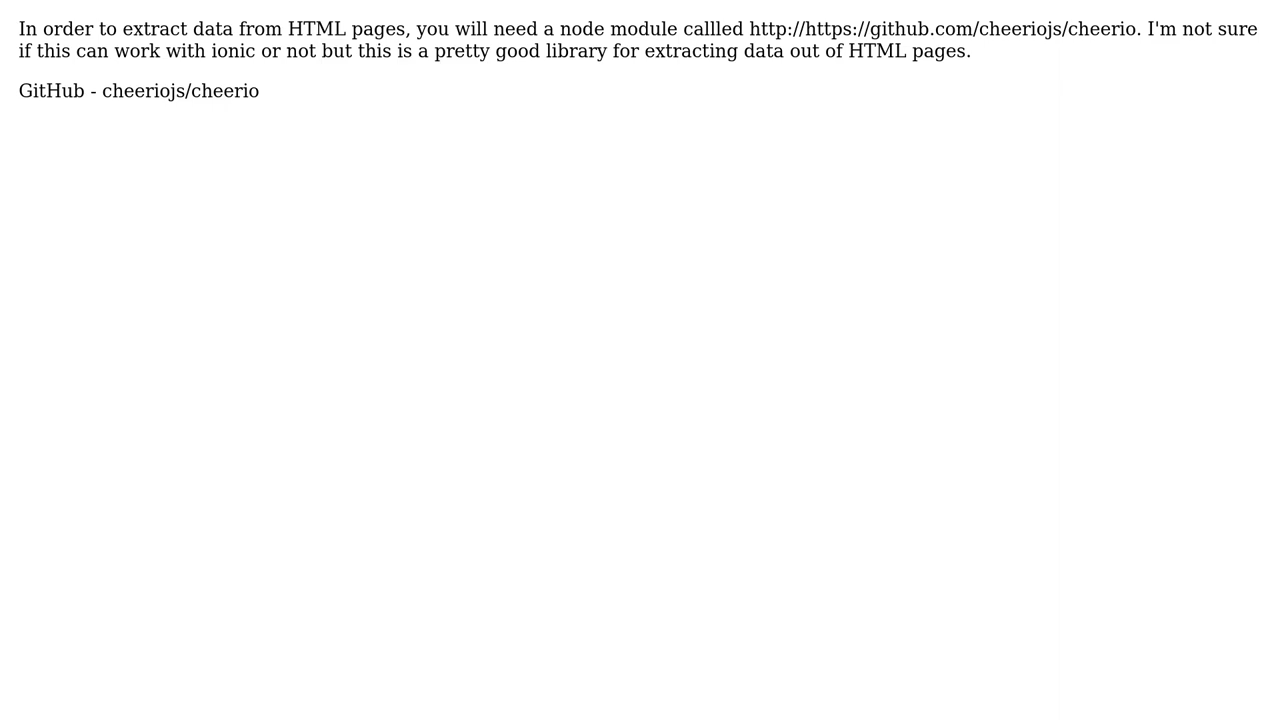 In order to extract data from HTML pages, you will need a node module callled http://https://github.com/cheeriojs/cheerio. I'm not sure
if this can work with ionic or not but this is a pretty good library for extracting data out of HTML pages.
GitHub - cheeriojs/cheerio